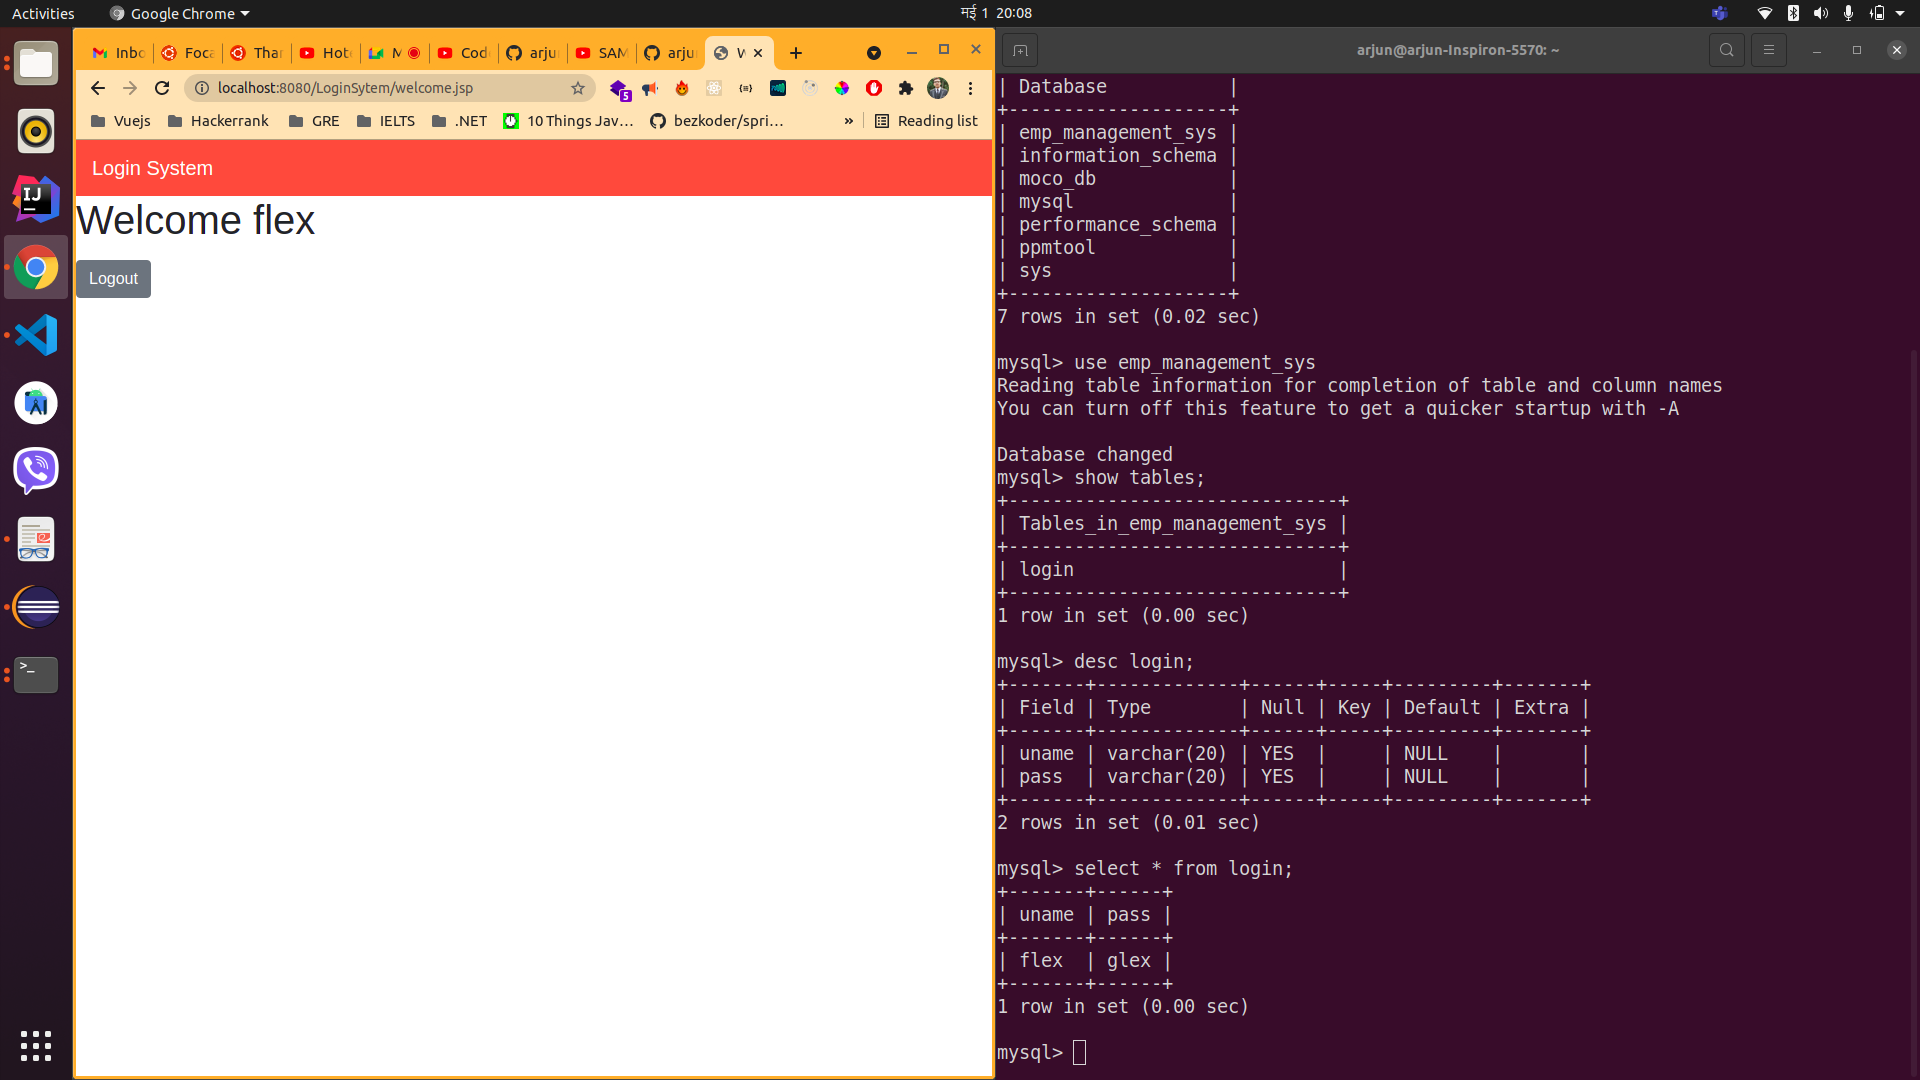 Activities
Google Chrome
मई 1 20:08
Inbo
Foca
Thar
Hot
M
Cod
arju
SAM
arju
W
arjun@arjun-Inspiron-5570: ~
localhost:8080/LoginSytem/welcome.jsp
5
Vuejs
Hackerrank
GRE
IELTS
.NET
10 Things Jav...
bezkoder/spri...
»
Reading list
Login System
Welcome flex
Logout
| Database           |
+--------------------+
| emp_management_sys |
| information_schema |
| moco_db            |
| mysql              |
| performance_schema |
| ppmtool            |
| sys                |
+--------------------+
7 rows in set (0.02 sec)
mysql> use emp_management_sys
Reading table information for completion of table and column names
You can turn off this feature to get a quicker startup with -A
Database changed
mysql> show tables;
+------------------------------+
| Tables_in_emp_management_sys |
+------------------------------+
| login                        |
+------------------------------+
1 row in set (0.00 sec)
mysql> desc login;
+-------+-------------+------+-----+---------+-------+
| Field | Type        | Null | Key | Default | Extra |
+-------+-------------+------+-----+---------+-------+
| uname | varchar(20) | YES  |     | NULL    |       |
| pass  | varchar(20) | YES  |     | NULL    |       |
+-------+-------------+------+-----+---------+-------+
2 rows in set (0.01 sec)
mysql> select * from login;
+-------+------+
| uname | pass |
+-------+------+
| flex  | glex |
+-------+------+
1 row in set (0.00 sec)
mysql>